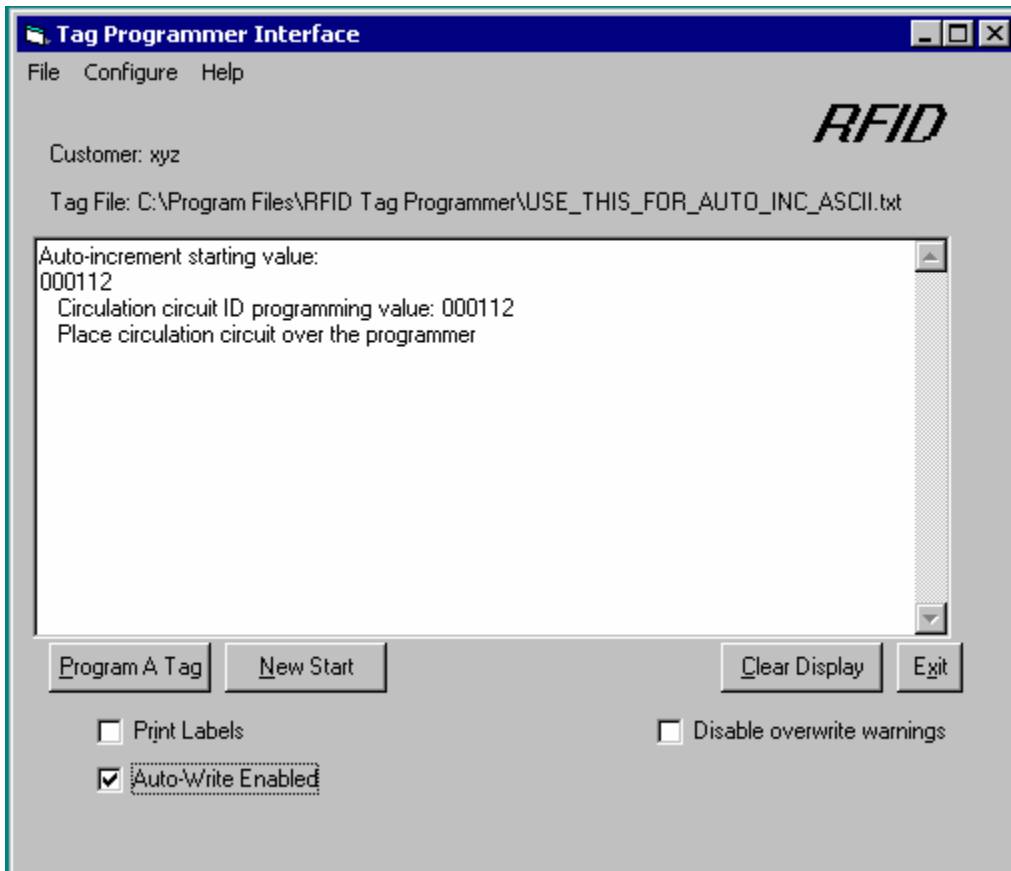 Tag Programmer Interface
File Configure Help
RFID
Customer: xyz
Tag File: C:\Program Files\RFID Tag Programmer\USE_THIS_FOR_AUTO_INC_ASCII.txt
Auto-increment starting value:
000112
Circulation circuit ID programming value: 000112
Place circulation circuit over the programmer
Program A Tag New Start Clear Display Exit
Print Labels Disable overwrite warnings
Auto-Write Enabled